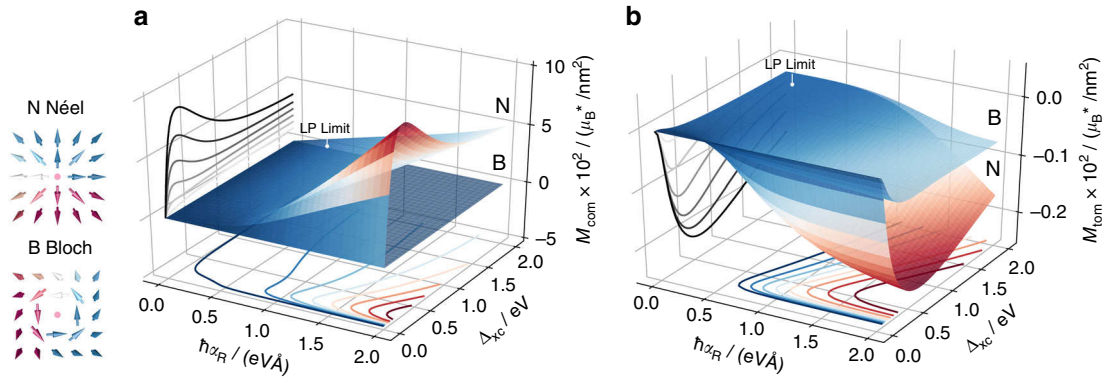 a
b
N Néel
B Bloch
LP Limit
N
B
10
5
0
−5
M_com × 10² / (μ_B* /nm²)
0.0
0.5
1.0
1.5
2.0
ħα_R / (eVÅ)
0.0
0.5
1.0
1.5
2.0
Δ_xc / eV
LP Limit
B
N
0.0
−0.1
−0.2
M_tom × 10² / (μ_B* /nm²)
0.0
0.5
1.0
1.5
2.0
ħα_R / (eVÅ)
0.0
0.5
1.0
1.5
2.0
Δ_xc / eV